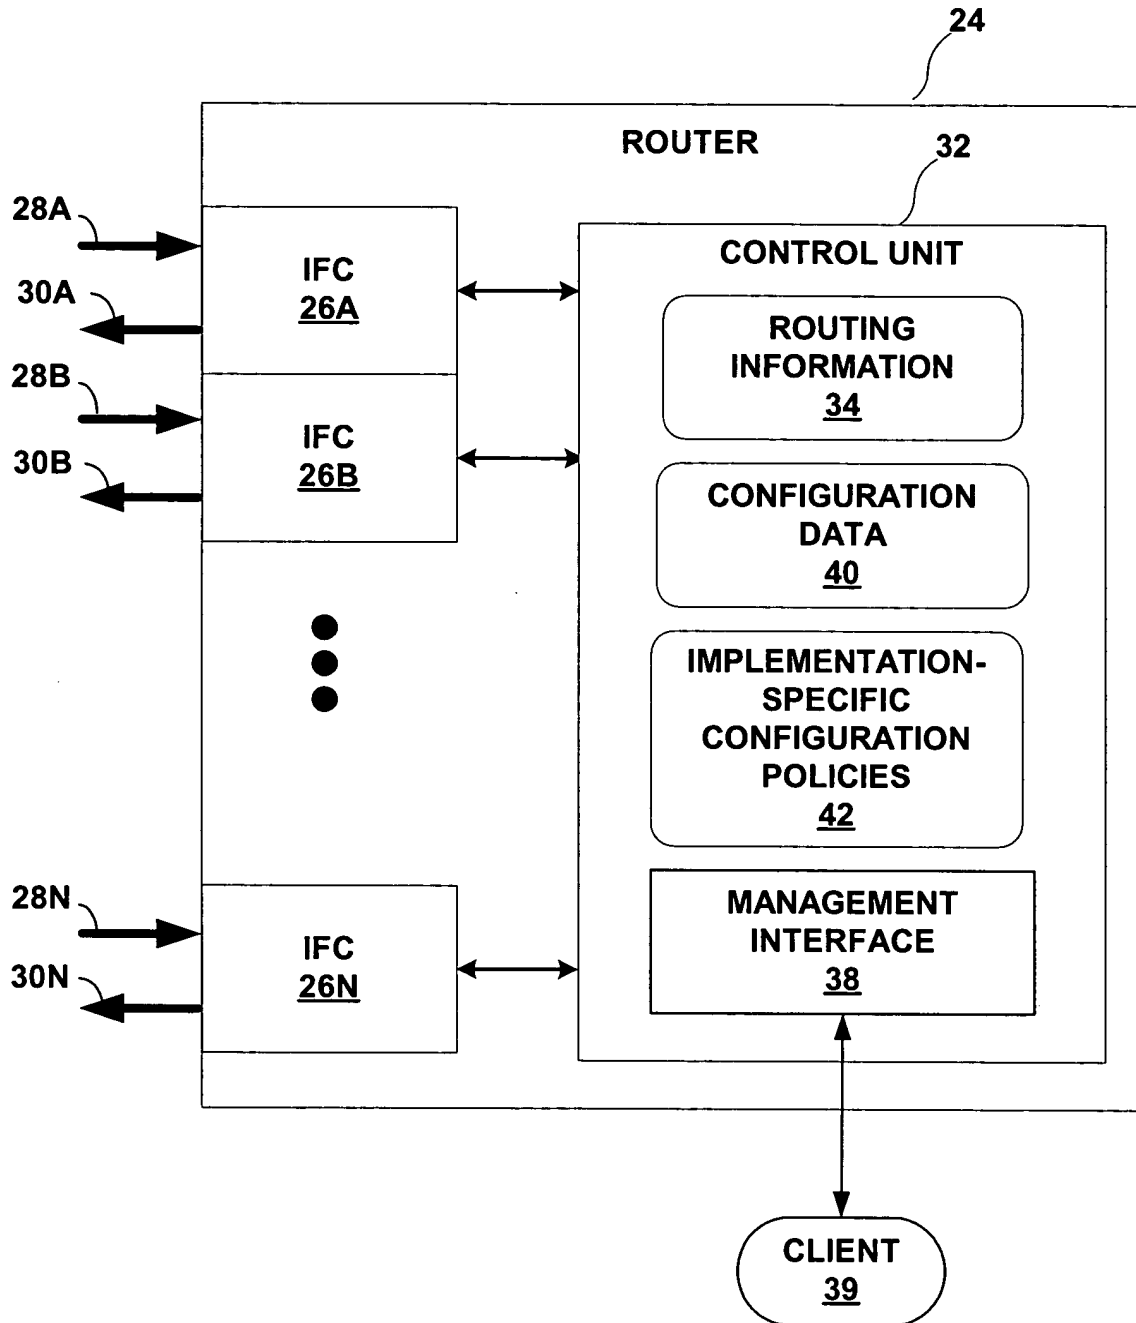 24
ROUTER
32
28A
30A
28B
30B
IFC
26A
IFC
26B
CONTROL UNIT
ROUTING
INFORMATION
34
CONFIGURATION
DATA
40
IMPLEMENTATION-
SPECIFIC
CONFIGURATION
POLICIES
42
28N
30N
IFC
26N
MANAGEMENT
INTERFACE
38
CLIENT
39